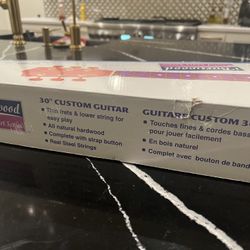 wood
30" CUSTOM GUITAR
• Thin frets & lower string for
easy play
• All natural hardwood
• Complete with strap button
• Real Steel Strings
GUITARE CUSTOM 3
• Touches fines & cordes bas
pour jouer facilement
• En bois naturel
• Complet avec bouton de band